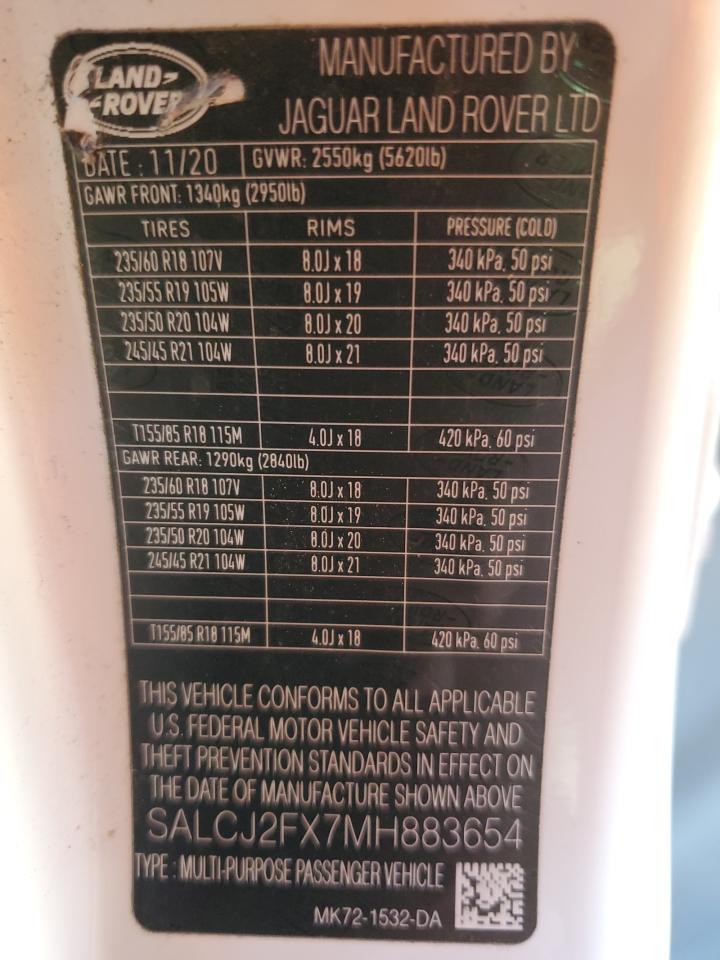 LAND-
-ROVER
MANUFACTURED BY
JAGUAR LAND ROVER LTD
DATE : 11/20 GVWR: 2550kg (5620lb)
GAWR FRONT: 1340kg (2950lb)
TIRES RIMS PRESSURE (COLD)
235/60 R18 107V 8.0J x 18 340 kPa, 50 psi
235/55 R19 105W 8.0J x 19 340 kPa, 50 psi
235/50 R20 104W 8.0J x 20 340 kPa, 50 psi
245/45 R21 104W 8.0J x 21 340 kPa, 50 psi
T155/85 R18 115M 4.0J x 18 420 kPa, 60 psi
GAWR REAR: 1290kg (2840lb)
235/60 R18 107V 8.0J x 18 340 kPa, 50 psi
235/55 R19 105W 8.0J x 19 340 kPa, 50 psi
235/50 R20 104W 8.0J x 20 340 kPa, 50 psi
245/45 R21 104W 8.0J x 21 340 kPa, 50 psi
T155/85 R18 115M 4.0J x 18 420 kPa, 60 psi
THIS VEHICLE CONFORMS TO ALL APPLICABLE
U.S. FEDERAL MOTOR VEHICLE SAFETY AND
THEFT PREVENTION STANDARDS IN EFFECT ON
THE DATE OF MANUFACTURE SHOWN ABOVE
SALCJ2FX7MH883654
TYPE : MULTI-PURPOSE PASSENGER VEHICLE
MK72-1532-DA